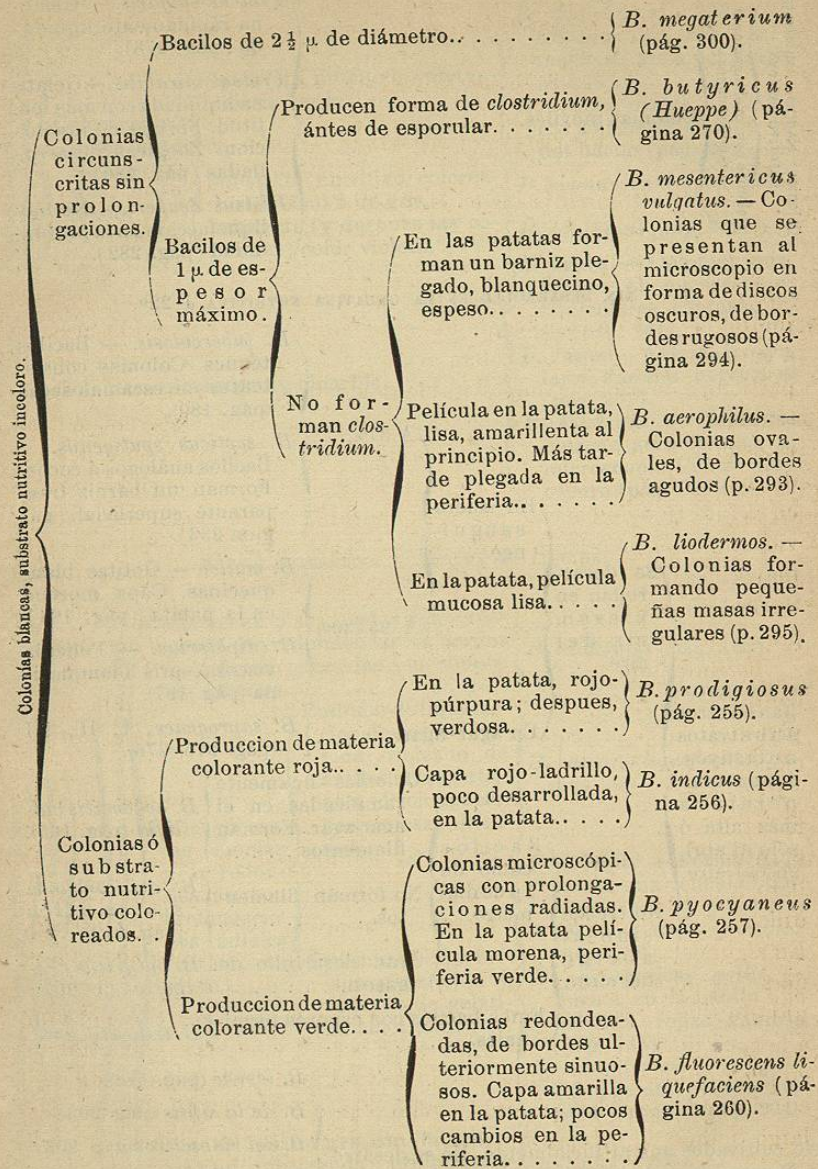 Colonias blancas, substrato nutritivo incoloro.
Colonias
circuns-
critas sin
prolon-
gaciones.
Bacilos de 2 ½ μ de diámetro.. . . . . . . . .
B. megaterium
(pág. 300).
Bacilos de
1 μ de es-
pesor
máximo.
Producen forma de clostridium,
ántes de esporular. . . . . . .
B. butyricus
(Hueppe) (pá-
gina 270).
No for-
man clos-
tridium.
En las patatas for-
man un barniz ple-
gado, blanquecino,
espeso.. . . . . . . .
B. mesentericus
vulgatus. — Co-
lonias que se
presentan al
microscopio en
forma de discos
oscuros, de bor-
des rugosos (pá-
gina 294).
Película en la patata,
lisa, amarillenta al
principio. Más tar-
de plegada en la
periferia.. . . . . .
B. aerophilus. —
Colonias ova-
les, de bordes
agudos (p. 293).
En la patata, película
mucosa lisa.. . . . .
B. liodermos. —
Colonias for-
mando peque-
ñas masas irre-
gulares (p. 295).
Colonias ó
substra-
to nutri-
tivo colo-
reados. .
Produccion de materia
colorante roja.. . . .
En la patata, rojo-
púrpura; despues,
verdosa. . . . . . .
B. prodigiosus
(pág. 255).
Capa rojo-ladrillo,
poco desarrollada,
en la patata.. . . .
B. indicus (pági-
na 256).
Produccion de materia
colorante verde.. . .
Colonias microscópi-
cas con prolonga-
ciones radiadas.
En la patata pelí-
cula morena, peri-
feria verde. . . . . .
B. pyocyaneus
(pág. 257).
Colonias redondea-
das, de bordes ul-
teriormente sinuo-
sos. Capa amarilla
en la patata; pocos
cambios en la pe-
riferia. . . . . . . .
B. fluorescens li-
quefaciens (pá-
gina 260).